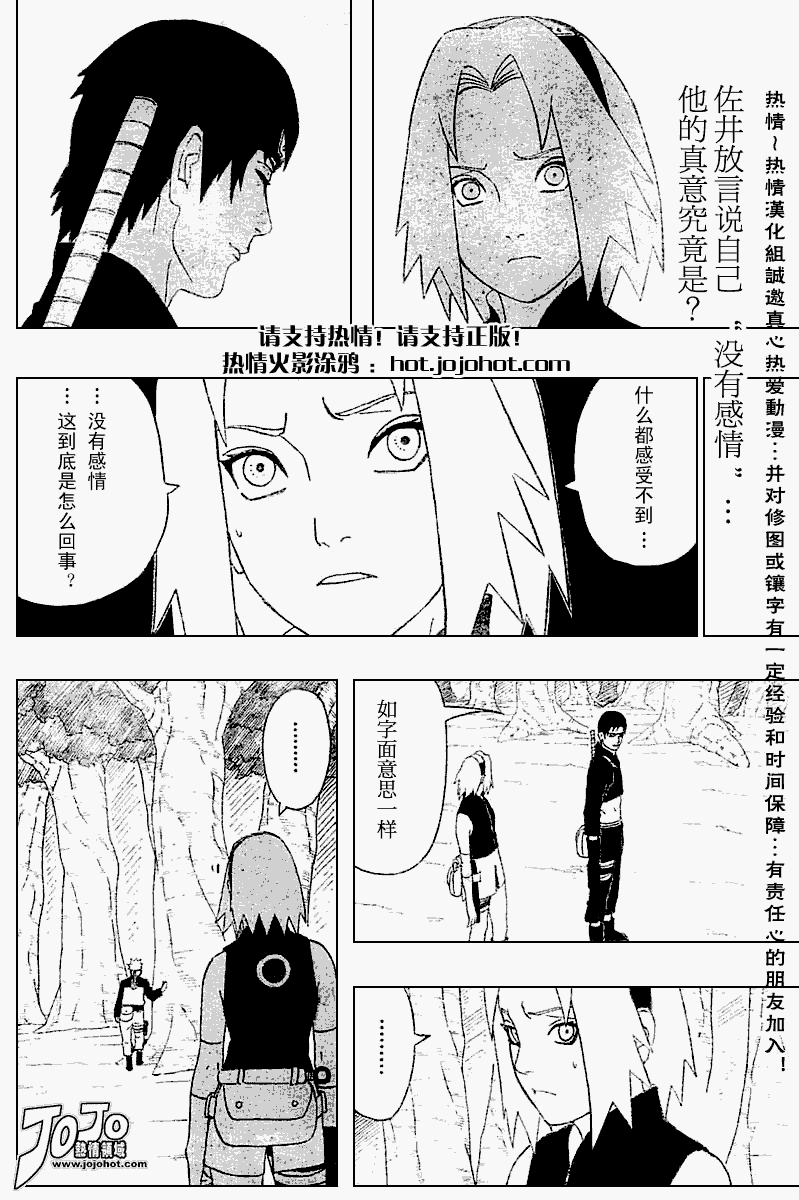 热情～热情漢化組誠邀真心热爱動漫…并对修图或镶字有一定经验和时间保障…有责任心的朋友加入！
佐井放言说自己“没有感情”…
他的真意究竟是？
请支持热情！请支持正版！
热情火影涂鸦：hot.jojohot.com
什么都感受不到…
…没有感情
…这到底是怎么回事？
如字面意思一样
………
………
JOJO
熱情領域
www.jojohot.com